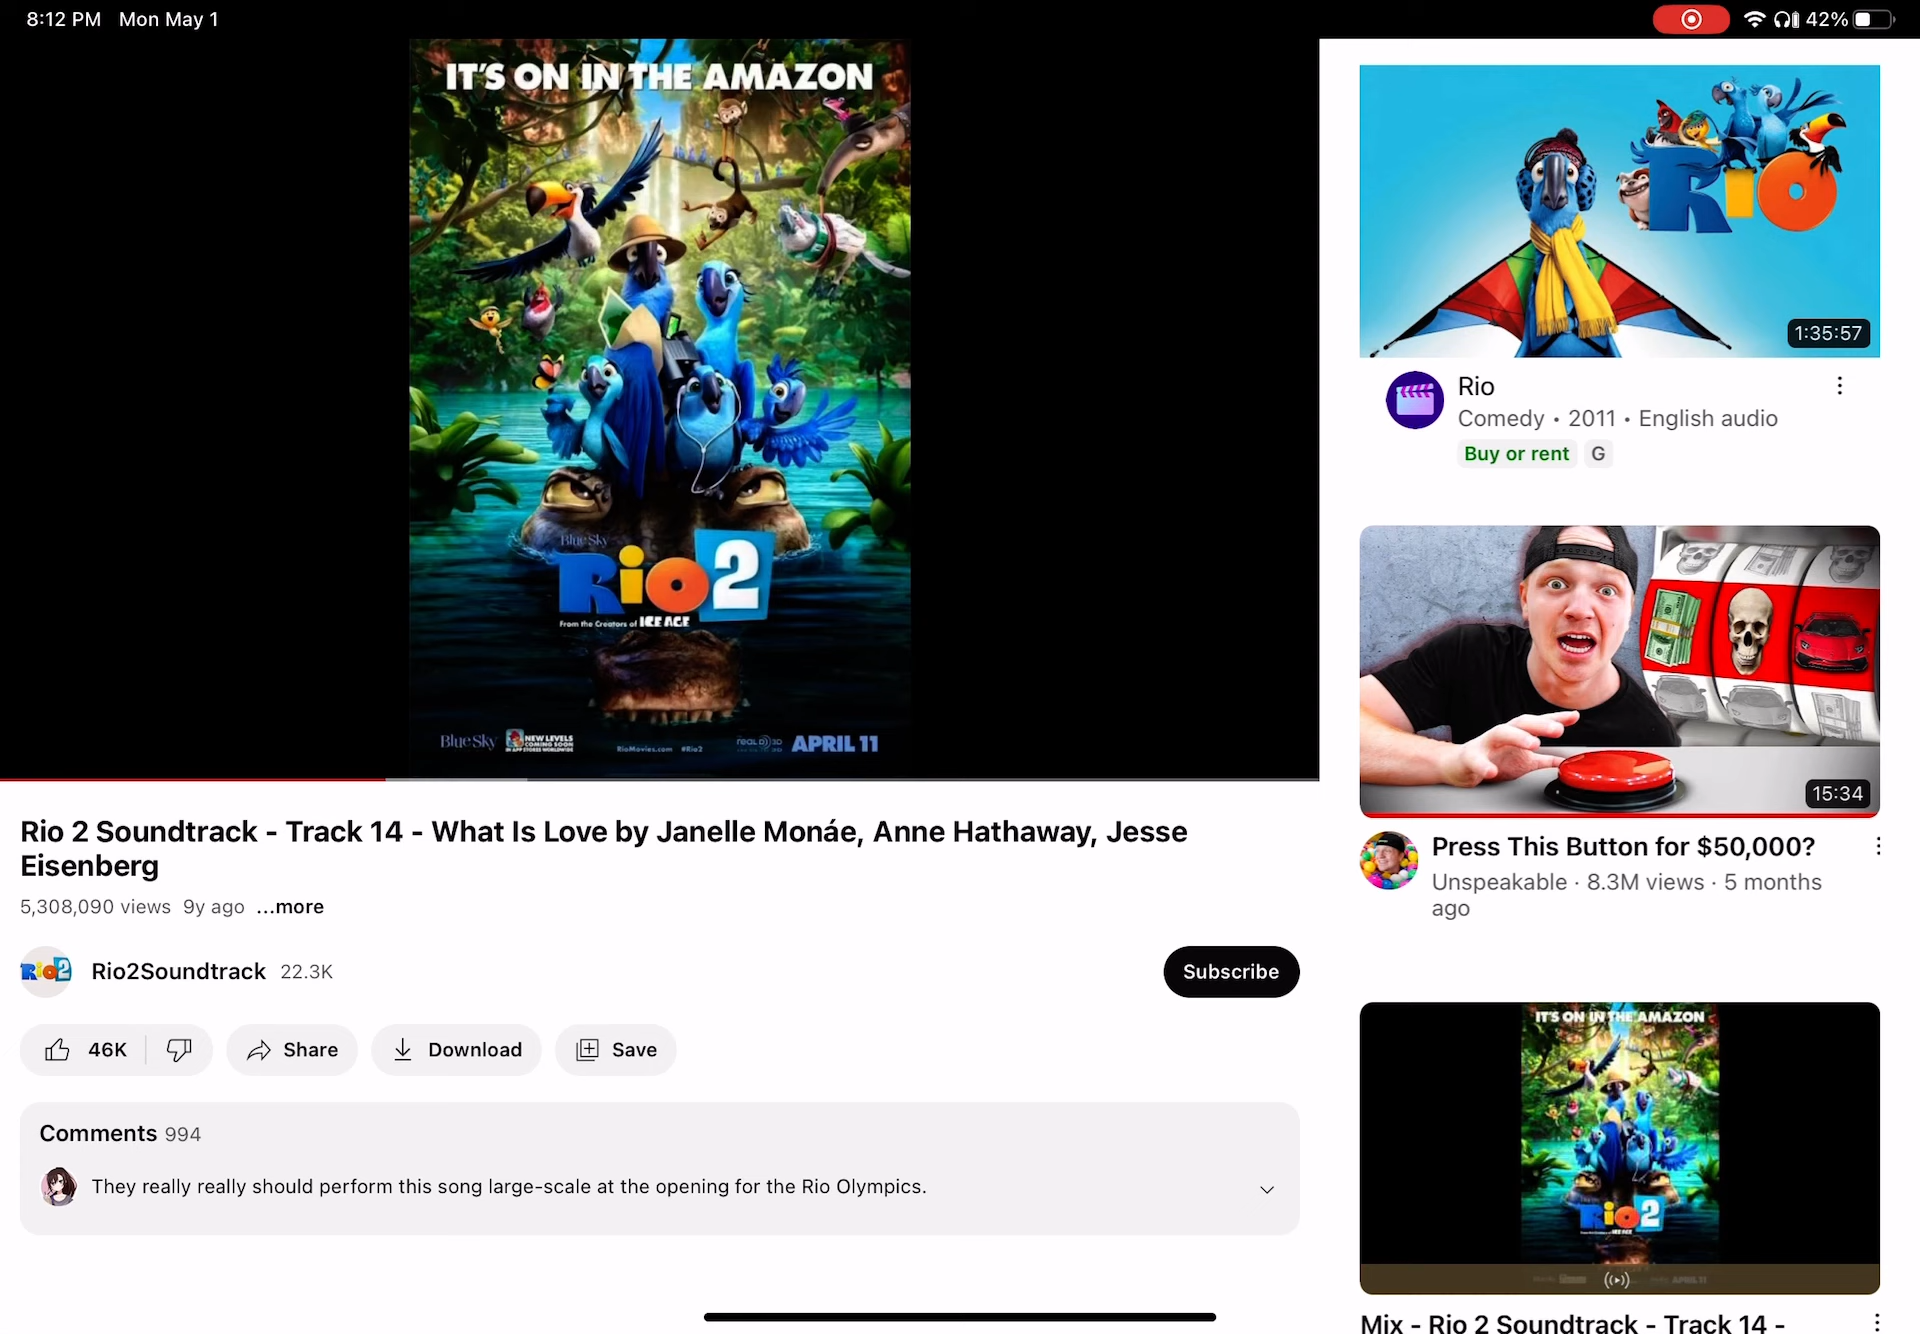 8:12 PM Mon May 1
42%
IT'S ON IN THE AMAZON
BlueSky
Rio 2
From the Creators of ICE AGE
BlueSky
NEW LEVELS
COMING SOON
IN APP STORES WORLDWIDE
RioMovies.com #Rio2
REAL D 3D
APRIL 11
Rio 2 Soundtrack - Track 14 - What Is Love by Janelle Monáe, Anne Hathaway, Jesse
Eisenberg
5,308,090 views 9y ago ...more
Rio2
Rio2Soundtrack 22.3K
Subscribe
46K
Share
Download
Save
Comments 994
They really really should perform this song large-scale at the opening for the Rio Olympics.
RIO
1:35:57
Rio
Comedy • 2011 • English audio
Buy or rent G
15:34
Press This Button for $50,000?
Unspeakable · 8.3M views · 5 months
ago
IT'S ON IN THE AMAZON
Rio 2
APRIL 11
Mix - Rio 2 Soundtrack - Track 14 -